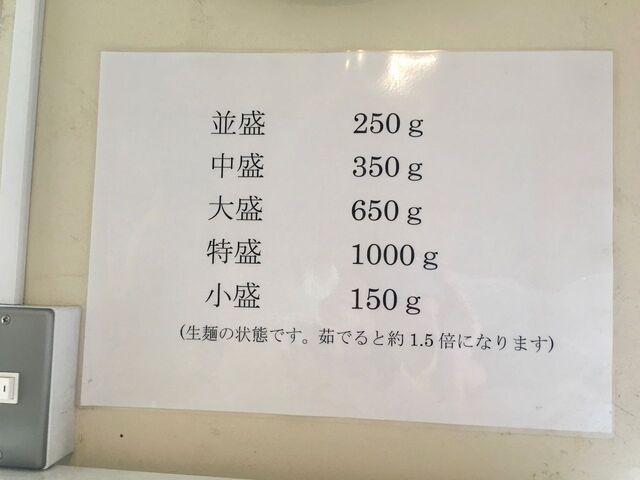 並盛 250g
中盛 350g
大盛 650g
特盛 1000g
小盛 150g
(生麺の状態です。茹でると約1.5倍になります)